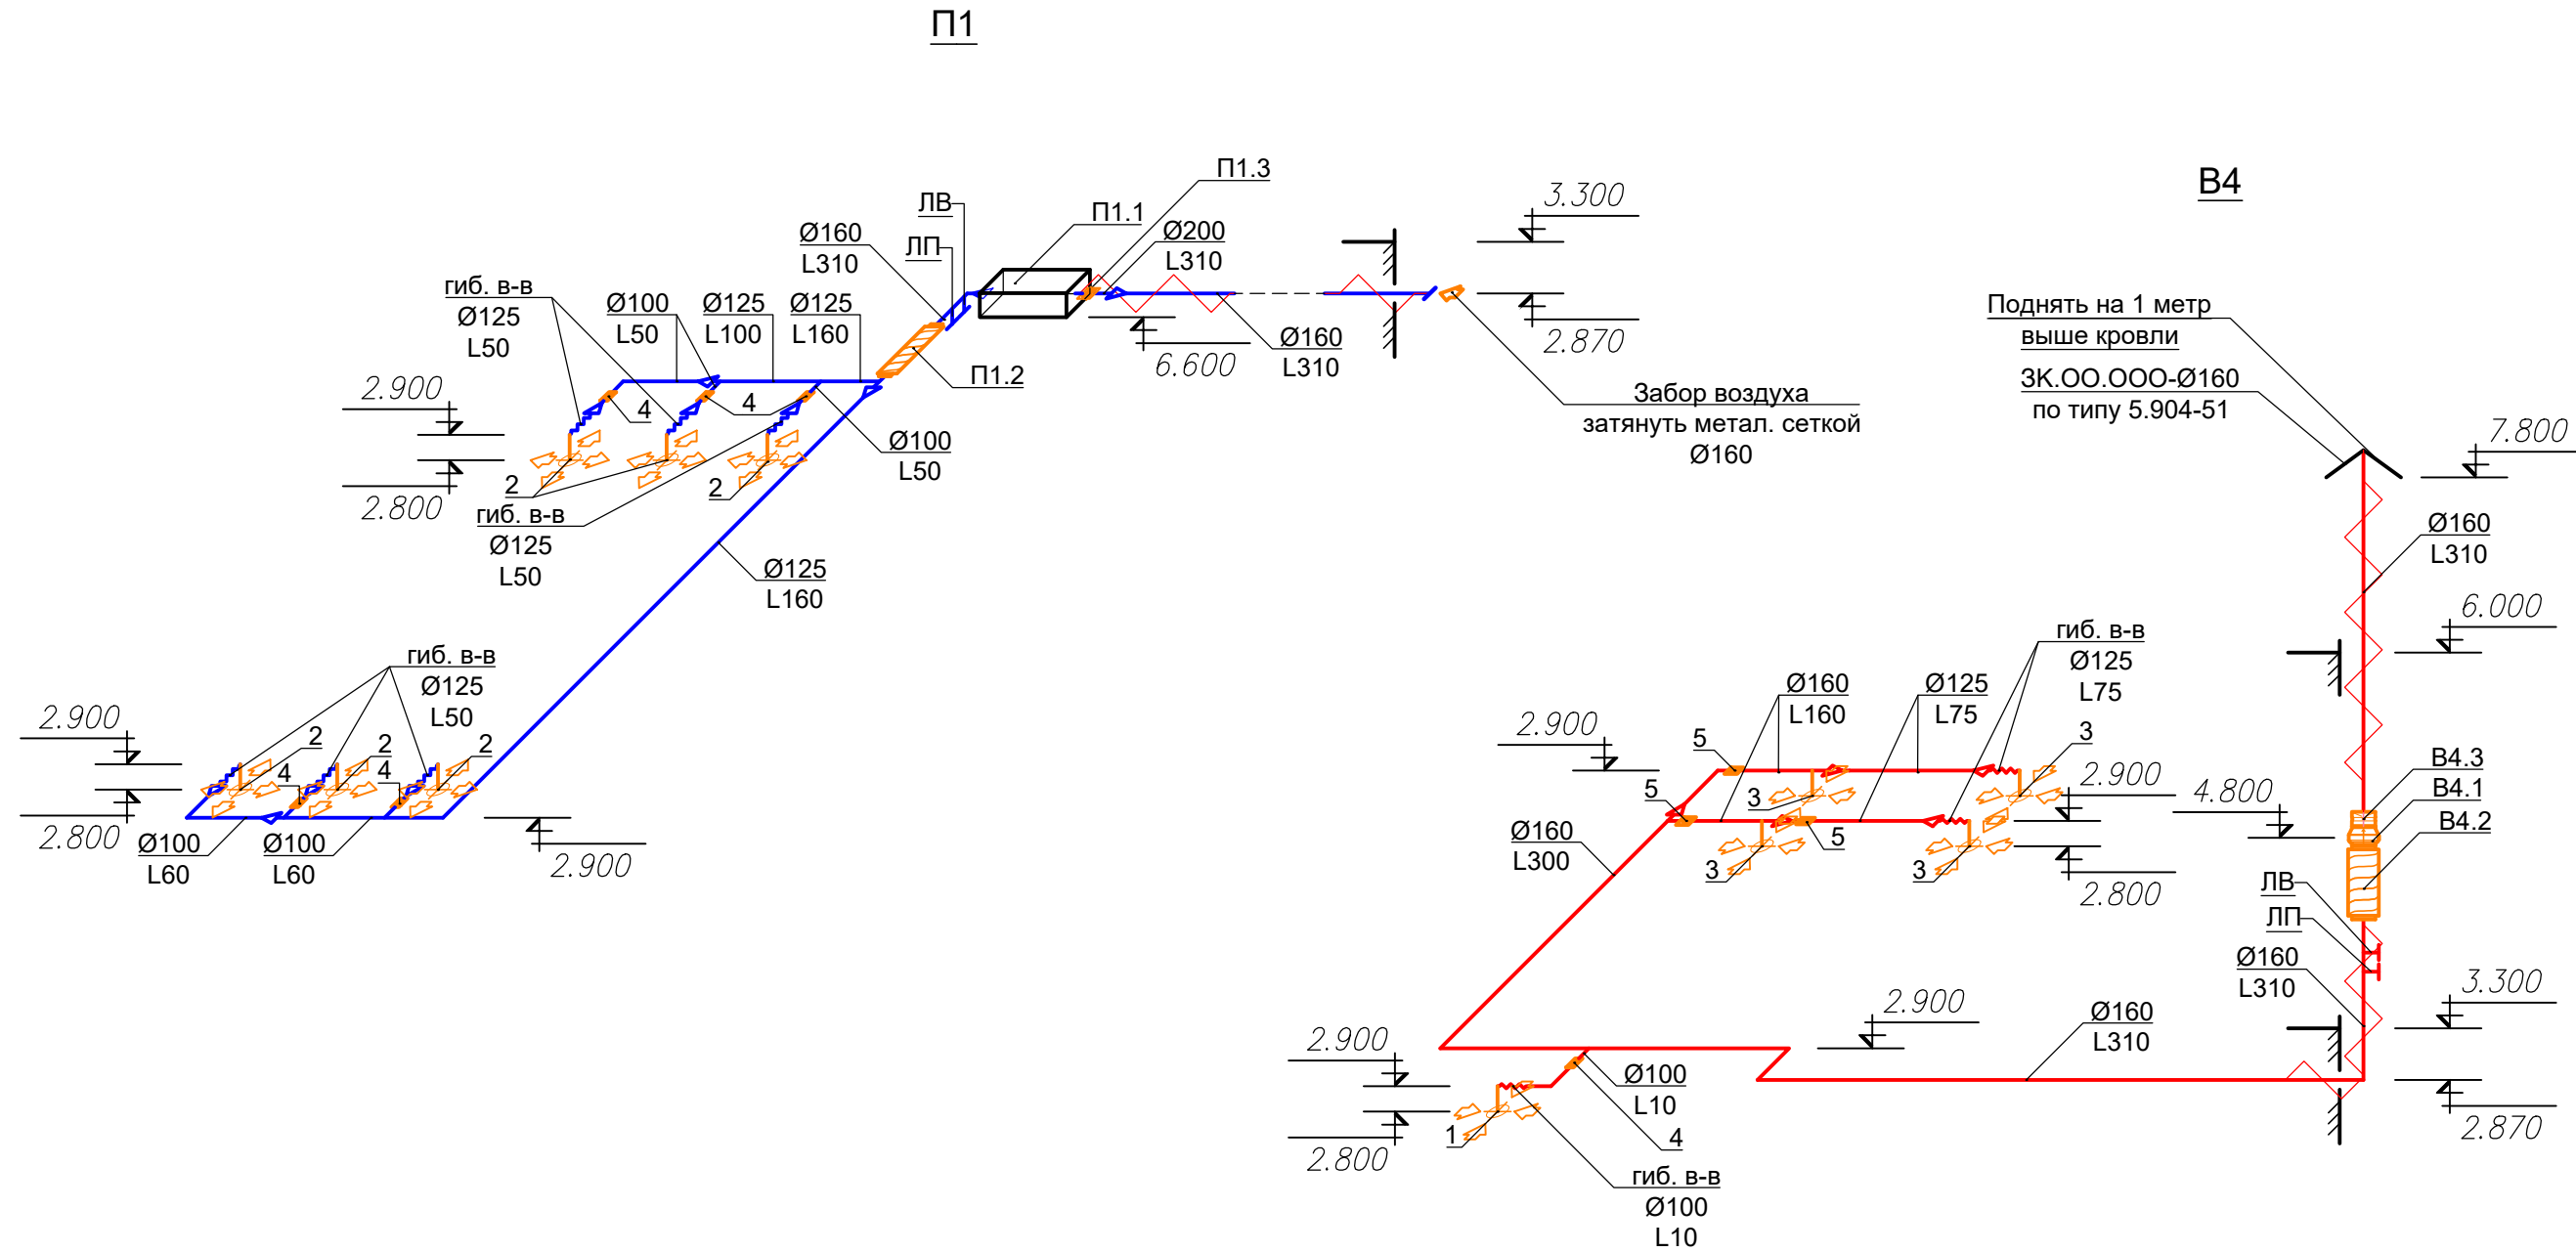 П1
В4
П1.3
П1.1
ЛВ
ЛП
Ø160
L310
Ø200
L310
3.300
2.870
6.600
Ø160
L310
гиб. в-в
Ø125
L50
Ø100
L50
Ø125
L100
Ø125
L160
П1.2
2.900
2.800
4
4
2
2
Ø100
L50
гиб. в-в
Ø125
L50
Забор воздуха
затянуть метал. сеткой
Ø160
Ø125
L160
гиб. в-в
Ø125
L50
2.900
2.800
2
2
2
4
4
Ø100
L60
Ø100
L60
2.900
Поднять на 1 метр
выше кровли
ЗК.ОО.ООО-Ø160
по типу 5.904-51
7.800
Ø160
L310
6.000
гиб. в-в
Ø125
L75
Ø160
L160
Ø125
L75
2.900
5
3
5
3
2.900
4.800
В4.3
В4.1
В4.2
Ø160
L300
3
5
3
2.800
ЛВ
ЛП
Ø160
L310
3.300
2.900
2.900
Ø160
L310
Ø100
L10
1
4
2.800
2.870
гиб. в-в
Ø100
L10